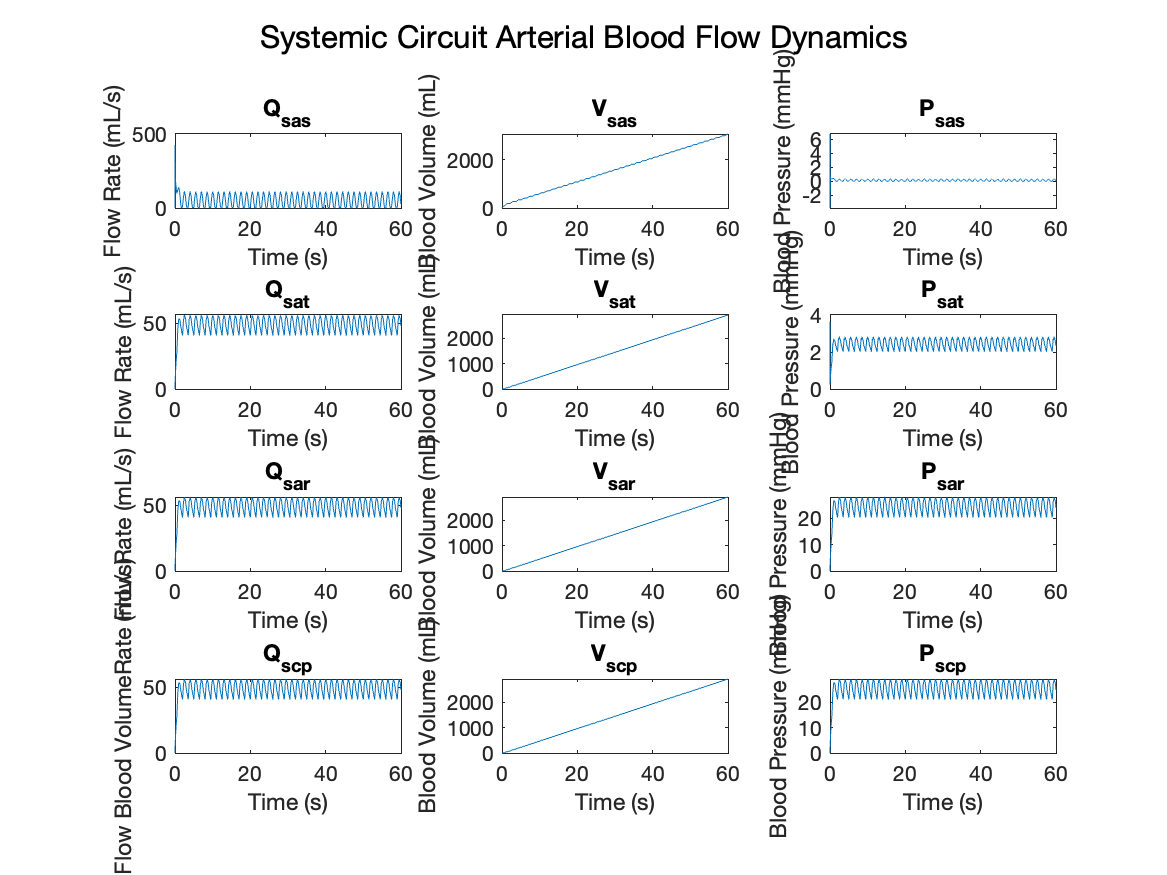 Systemic Circuit Arterial Blood Flow Dynamics
Q_sas
Flow Rate (mL/s)
500
0
0 20 40 60
Time (s)
V_sas
Blood Volume (mL)
2000
0
0 20 40 60
Time (s)
P_sas
Blood Pressure (mmHg)
6
4
2
0
-2
0 20 40 60
Time (s)
Q_sat
Flow Rate (mL/s)
50
0
0 20 40 60
Time (s)
V_sat
Blood Volume (mL)
2000
1000
0
0 20 40 60
Time (s)
P_sat
Blood Pressure (mmHg)
4
2
0
0 20 40 60
Time (s)
Q_sar
Flow Rate (mL/s)
50
0
0 20 40 60
Time (s)
V_sar
Blood Volume (mL)
2000
1000
0
0 20 40 60
Time (s)
P_sar
Blood Pressure (mmHg)
20
10
0
0 20 40 60
Time (s)
Q_scp
Flow Blood VolumeRate (mL/s)
50
0
0 20 40 60
Time (s)
V_scp
Blood Volume (mL)
2000
1000
0
0 20 40 60
Time (s)
P_scp
Blood Pressure (mmHg)
20
10
0
0 20 40 60
Time (s)